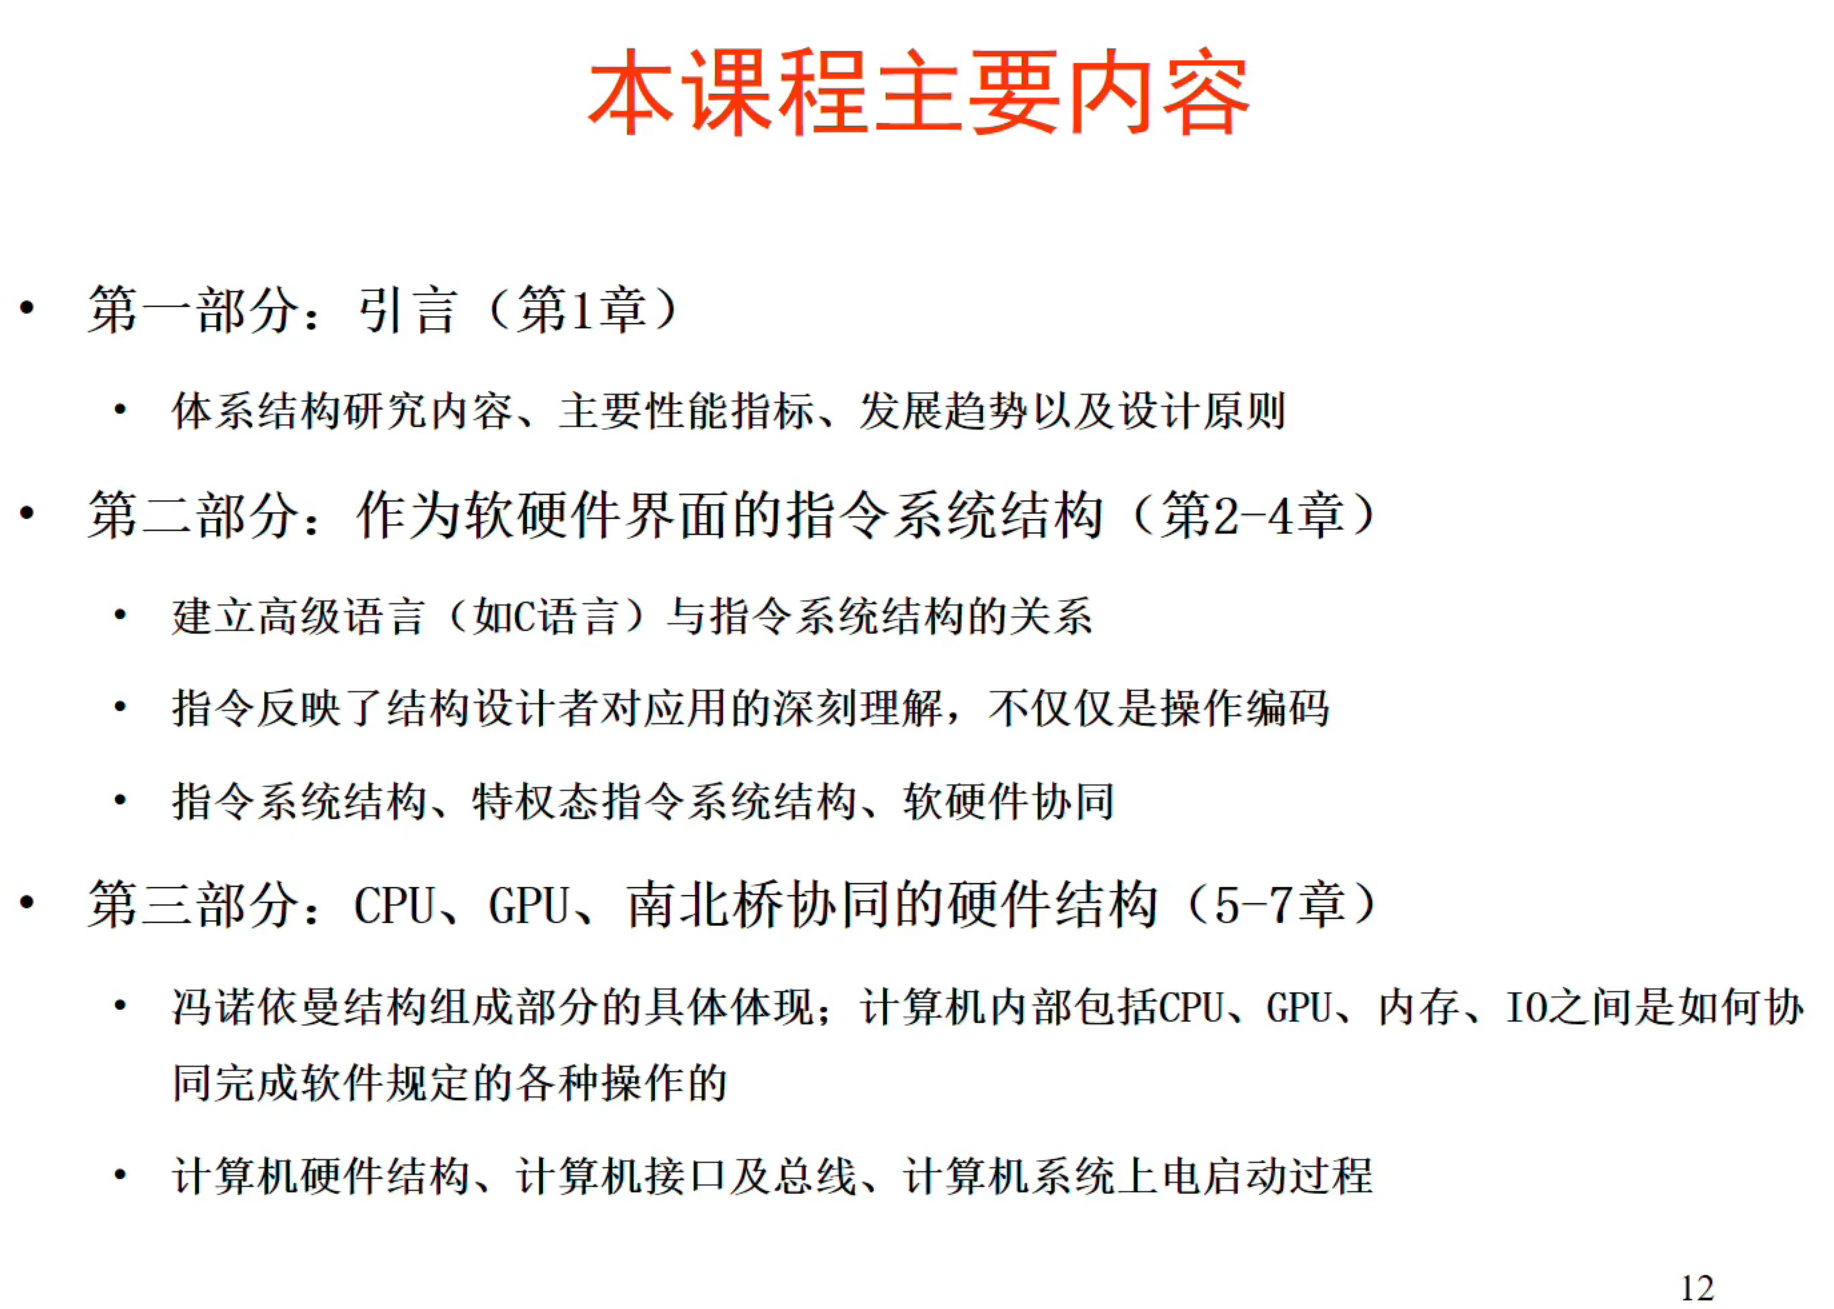 本课程主要内容
• 第一部分：引言（第1章）
• 体系结构研究内容、主要性能指标、发展趋势以及设计原则
• 第二部分：作为软硬件界面的指令系统结构（第2-4章）
• 建立高级语言（如C语言）与指令系统结构的关系
• 指令反映了结构设计者对应用的深刻理解，不仅仅是操作编码
• 指令系统结构、特权态指令系统结构、软硬件协同
• 第三部分：CPU、GPU、南北桥协同的硬件结构（5-7章）
• 冯诺依曼结构组成部分的具体体现；计算机内部包括CPU、GPU、内存、IO之间是如何协
同完成软件规定的各种操作的
• 计算机硬件结构、计算机接口及总线、计算机系统上电启动过程
12